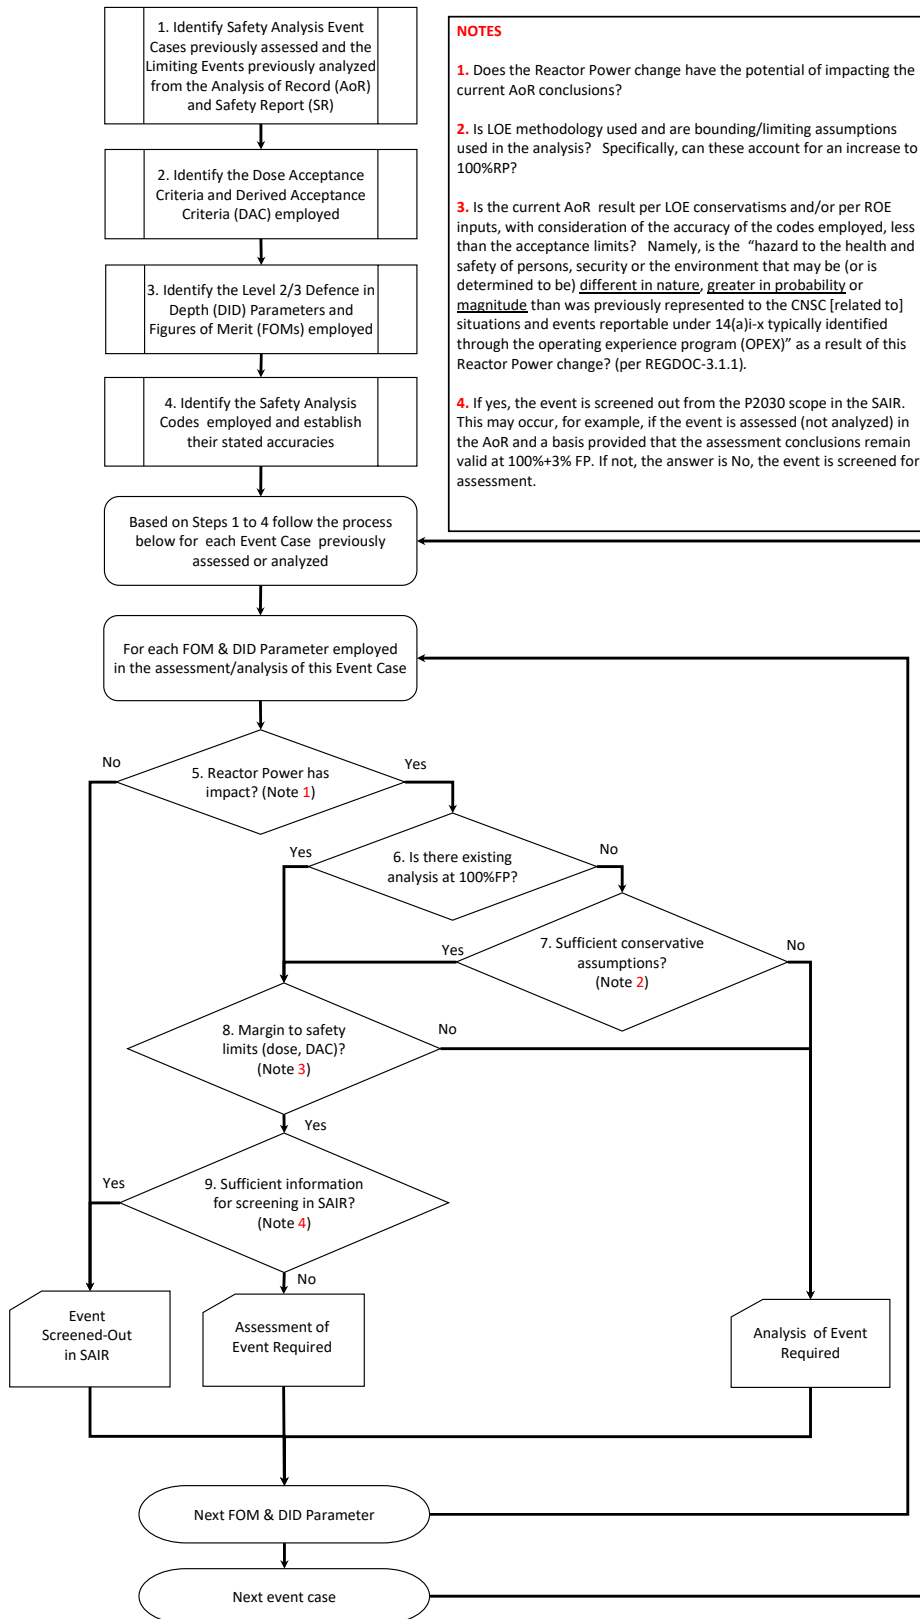 1. Identify Safety Analysis Event
Cases previously assessed and the
Limiting Events previously analyzed
from the Analysis of Record (AoR)
and Safety Report (SR)
2. Identify the Dose Acceptance
Criteria and Derived Acceptance
Criteria (DAC) employed
3. Identify the Level 2/3 Defence in
Depth (DID) Parameters and
Figures of Merit (FOMs) employed
4. Identify the Safety Analysis
Codes employed and establish
their stated accuracies
NOTES
1. Does the Reactor Power change have the potential of impacting the
current AoR conclusions?
2. Is LOE methodology used and are bounding/limiting assumptions
used in the analysis? Specifically, can these account for an increase to
100%RP?
3. Is the current AoR result per LOE conservatisms and/or per ROE
inputs, with consideration of the accuracy of the codes employed, less
than the acceptance limits? Namely, is the "hazard to the health and
safety of persons, security or the environment that may be (or is
determined to be) different in nature, greater in probability or
magnitude than was previously represented to the CNSC [related to]
situations and events reportable under 14(a)i-x typically identified
through the operating experience program (OPEX)" as a result of this
Reactor Power change? (per REGDOC-3.1.1).
4. If yes, the event is screened out from the P2030 scope in the SAIR.
This may occur, for example, if the event is assessed (not analyzed) in
the AoR and a basis provided that the assessment conclusions remain
valid at 100%+3% FP. If not, the answer is No, the event is screened for
assessment.
Based on Steps 1 to 4 follow the process
below for each Event Case previously
assessed or analyzed
For each FOM & DID Parameter employed
in the assessment/analysis of this Event Case
No
5. Reactor Power has
impact? (Note 1)
Yes
Yes
6. Is there existing
analysis at 100%FP?
No
Yes
7. Sufficient conservative
assumptions?
(Note 2)
No
8. Margin to safety
limits (dose, DAC)?
(Note 3)
No
Yes
Yes
9. Sufficient information
for screening in SAIR?
(Note 4)
No
Event
Screened-Out
in SAIR
Assessment of
Event Required
Analysis of Event
Required
Next FOM & DID Parameter
Next event case